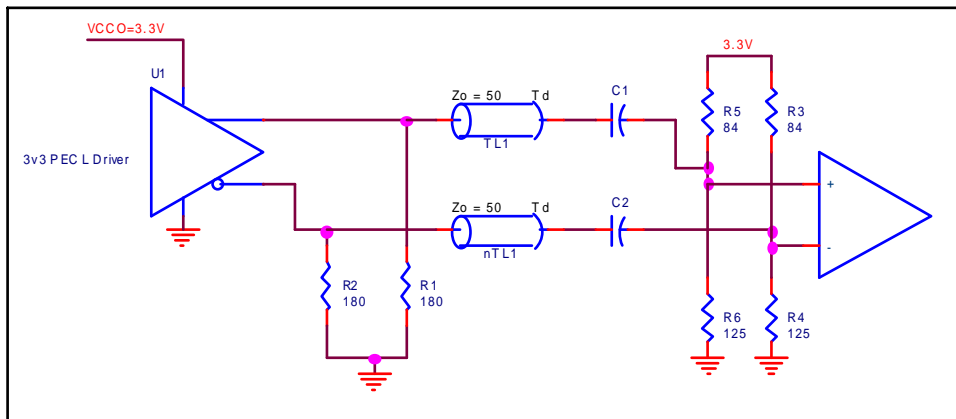 VCCO=3.3V
U1
3v3 PECL Driver
Zo = 50 Td
TL1
C1
3.3V
R5
84
R3
84
+
Zo = 50 Td
nTL1
C2
-
R2
180
R1
180
R6
125
R4
125